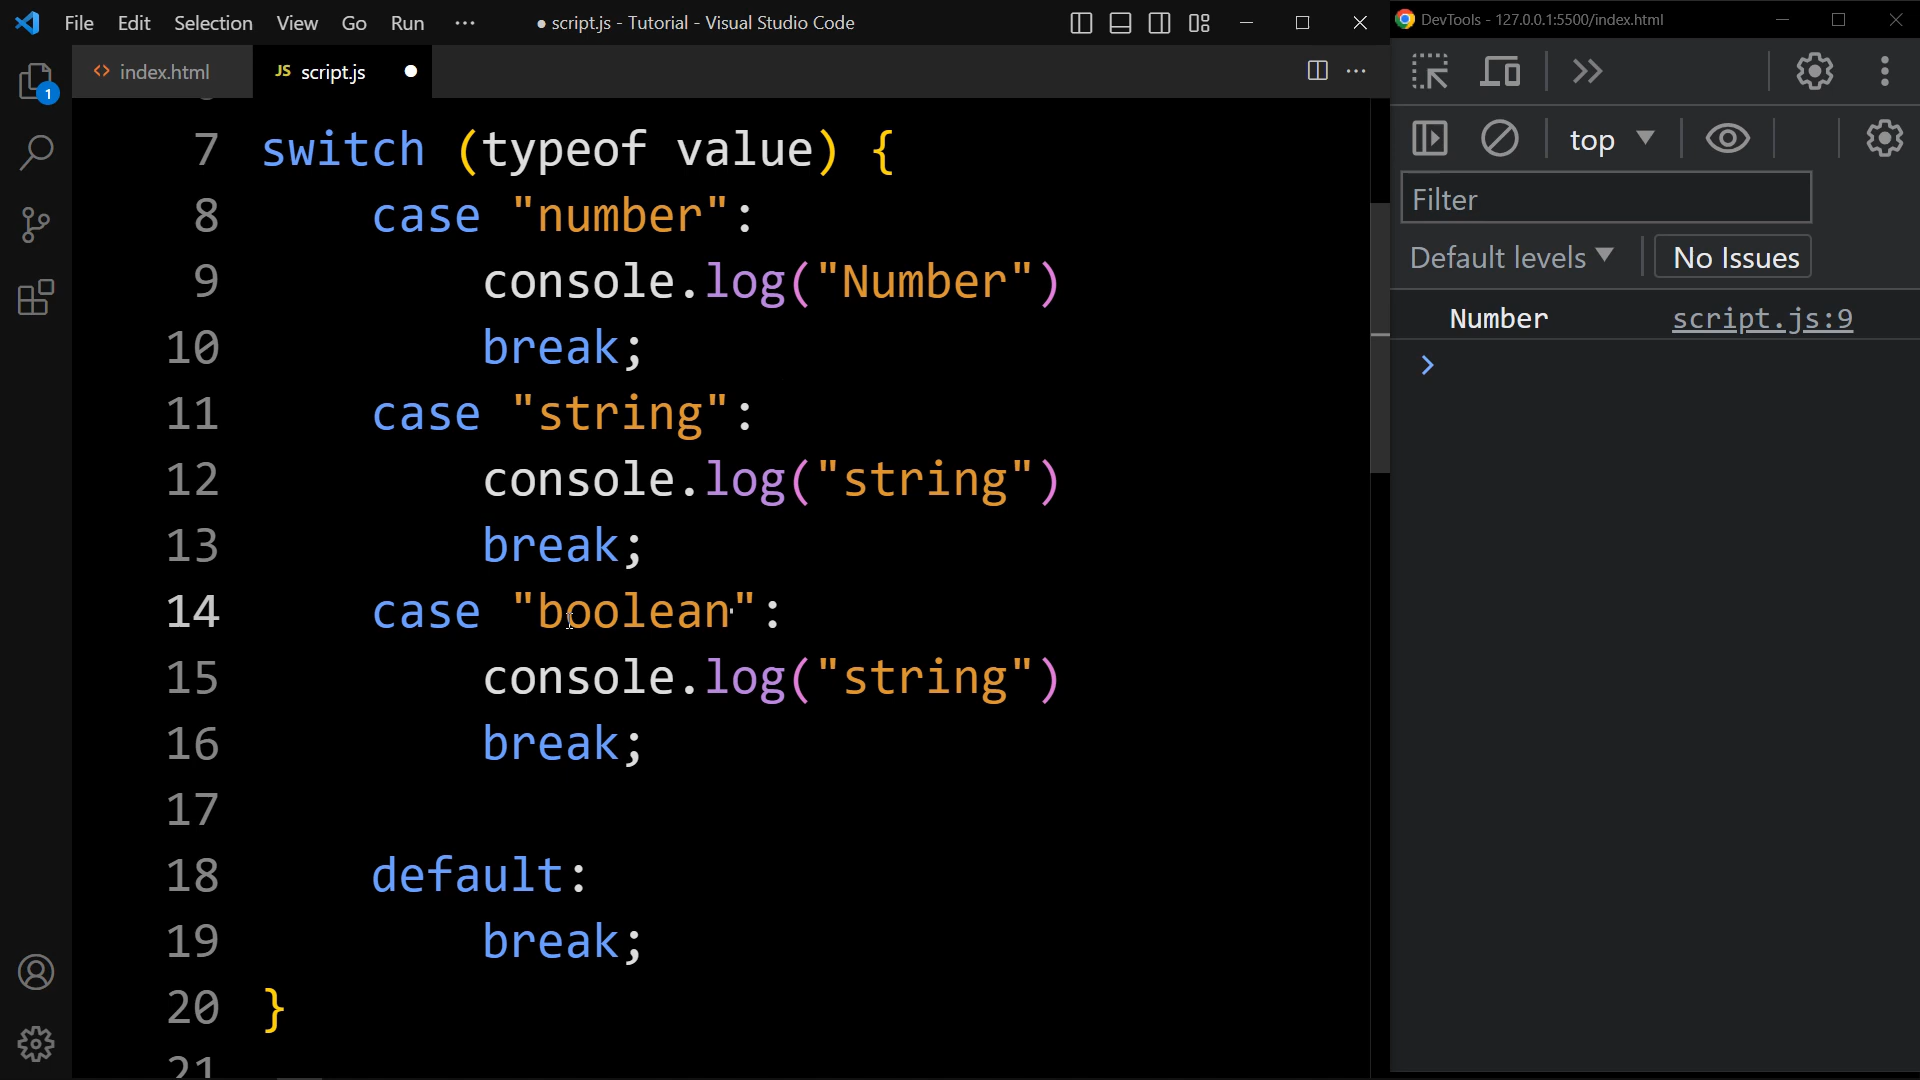 File Edit Selection View Go Run ··· ● script.js - Tutorial - Visual Studio Code
DevTools - 127.0.0.1:5500/index.html
<> index.html JS script.js ●
1
top
Filter
Default levels ▼ No Issues
Number script.js:9
7 switch (typeof value) {
8 case "number":
9 console.log("Number")
10 break;
11 case "string":
12 console.log("string")
13 break;
14 case "boolean":
15 console.log("string")
16 break;
17
18 default:
19 break;
20 }
21